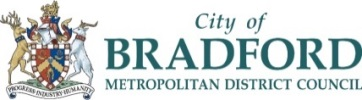 City of
BRADFORD
METROPOLITAN DISTRICT COUNCIL
PROGRESS·INDUSTRY·HUMANITY